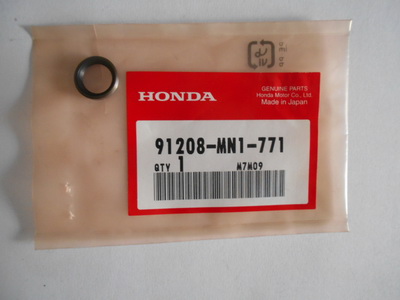 HONDA
GENUINE PARTS
Honda Motor Co., Ltd.
Made in Japan
91208-MN1-771
QTY 1 M7M09